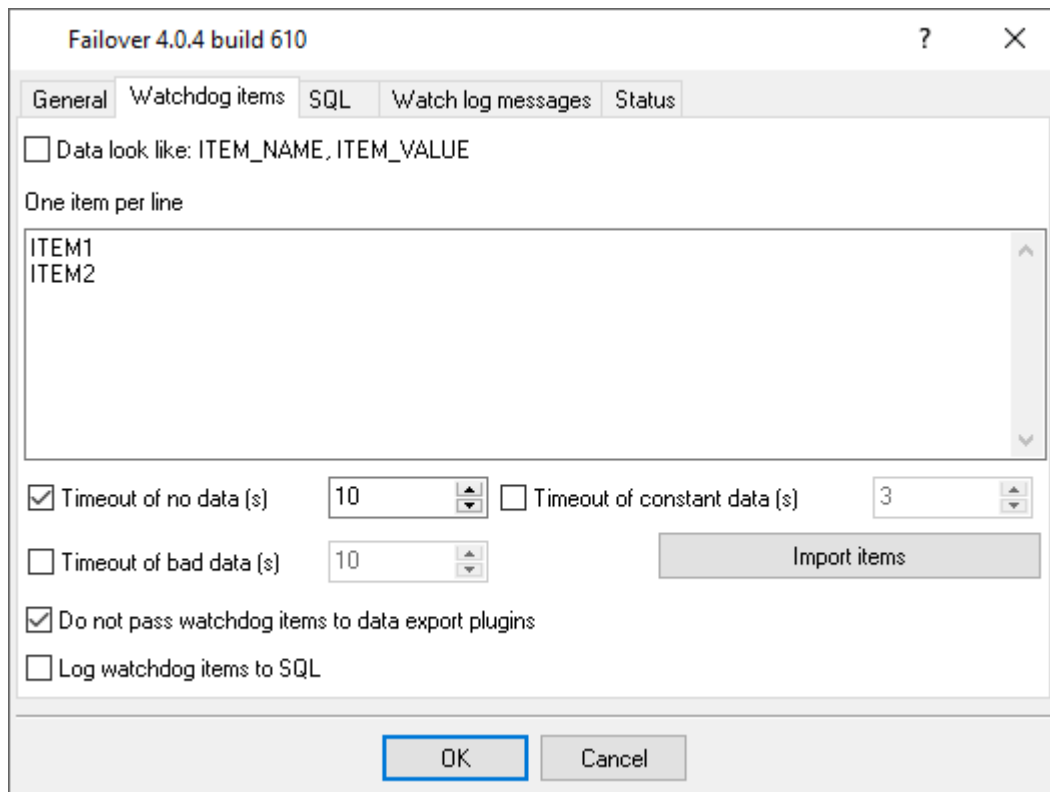 Failover 4.0.4 build 610 ?
General Watchdog items SQL Watch log messages Status
Data look like: ITEM_NAME, ITEM_VALUE
One item per line
ITEM1
ITEM2
Timeout of no data (s) 10 Timeout of constant data (s) 3
Timeout of bad data (s) 10 Import items
Do not pass watchdog items to data export plugins
Log watchdog items to SQL
OK Cancel